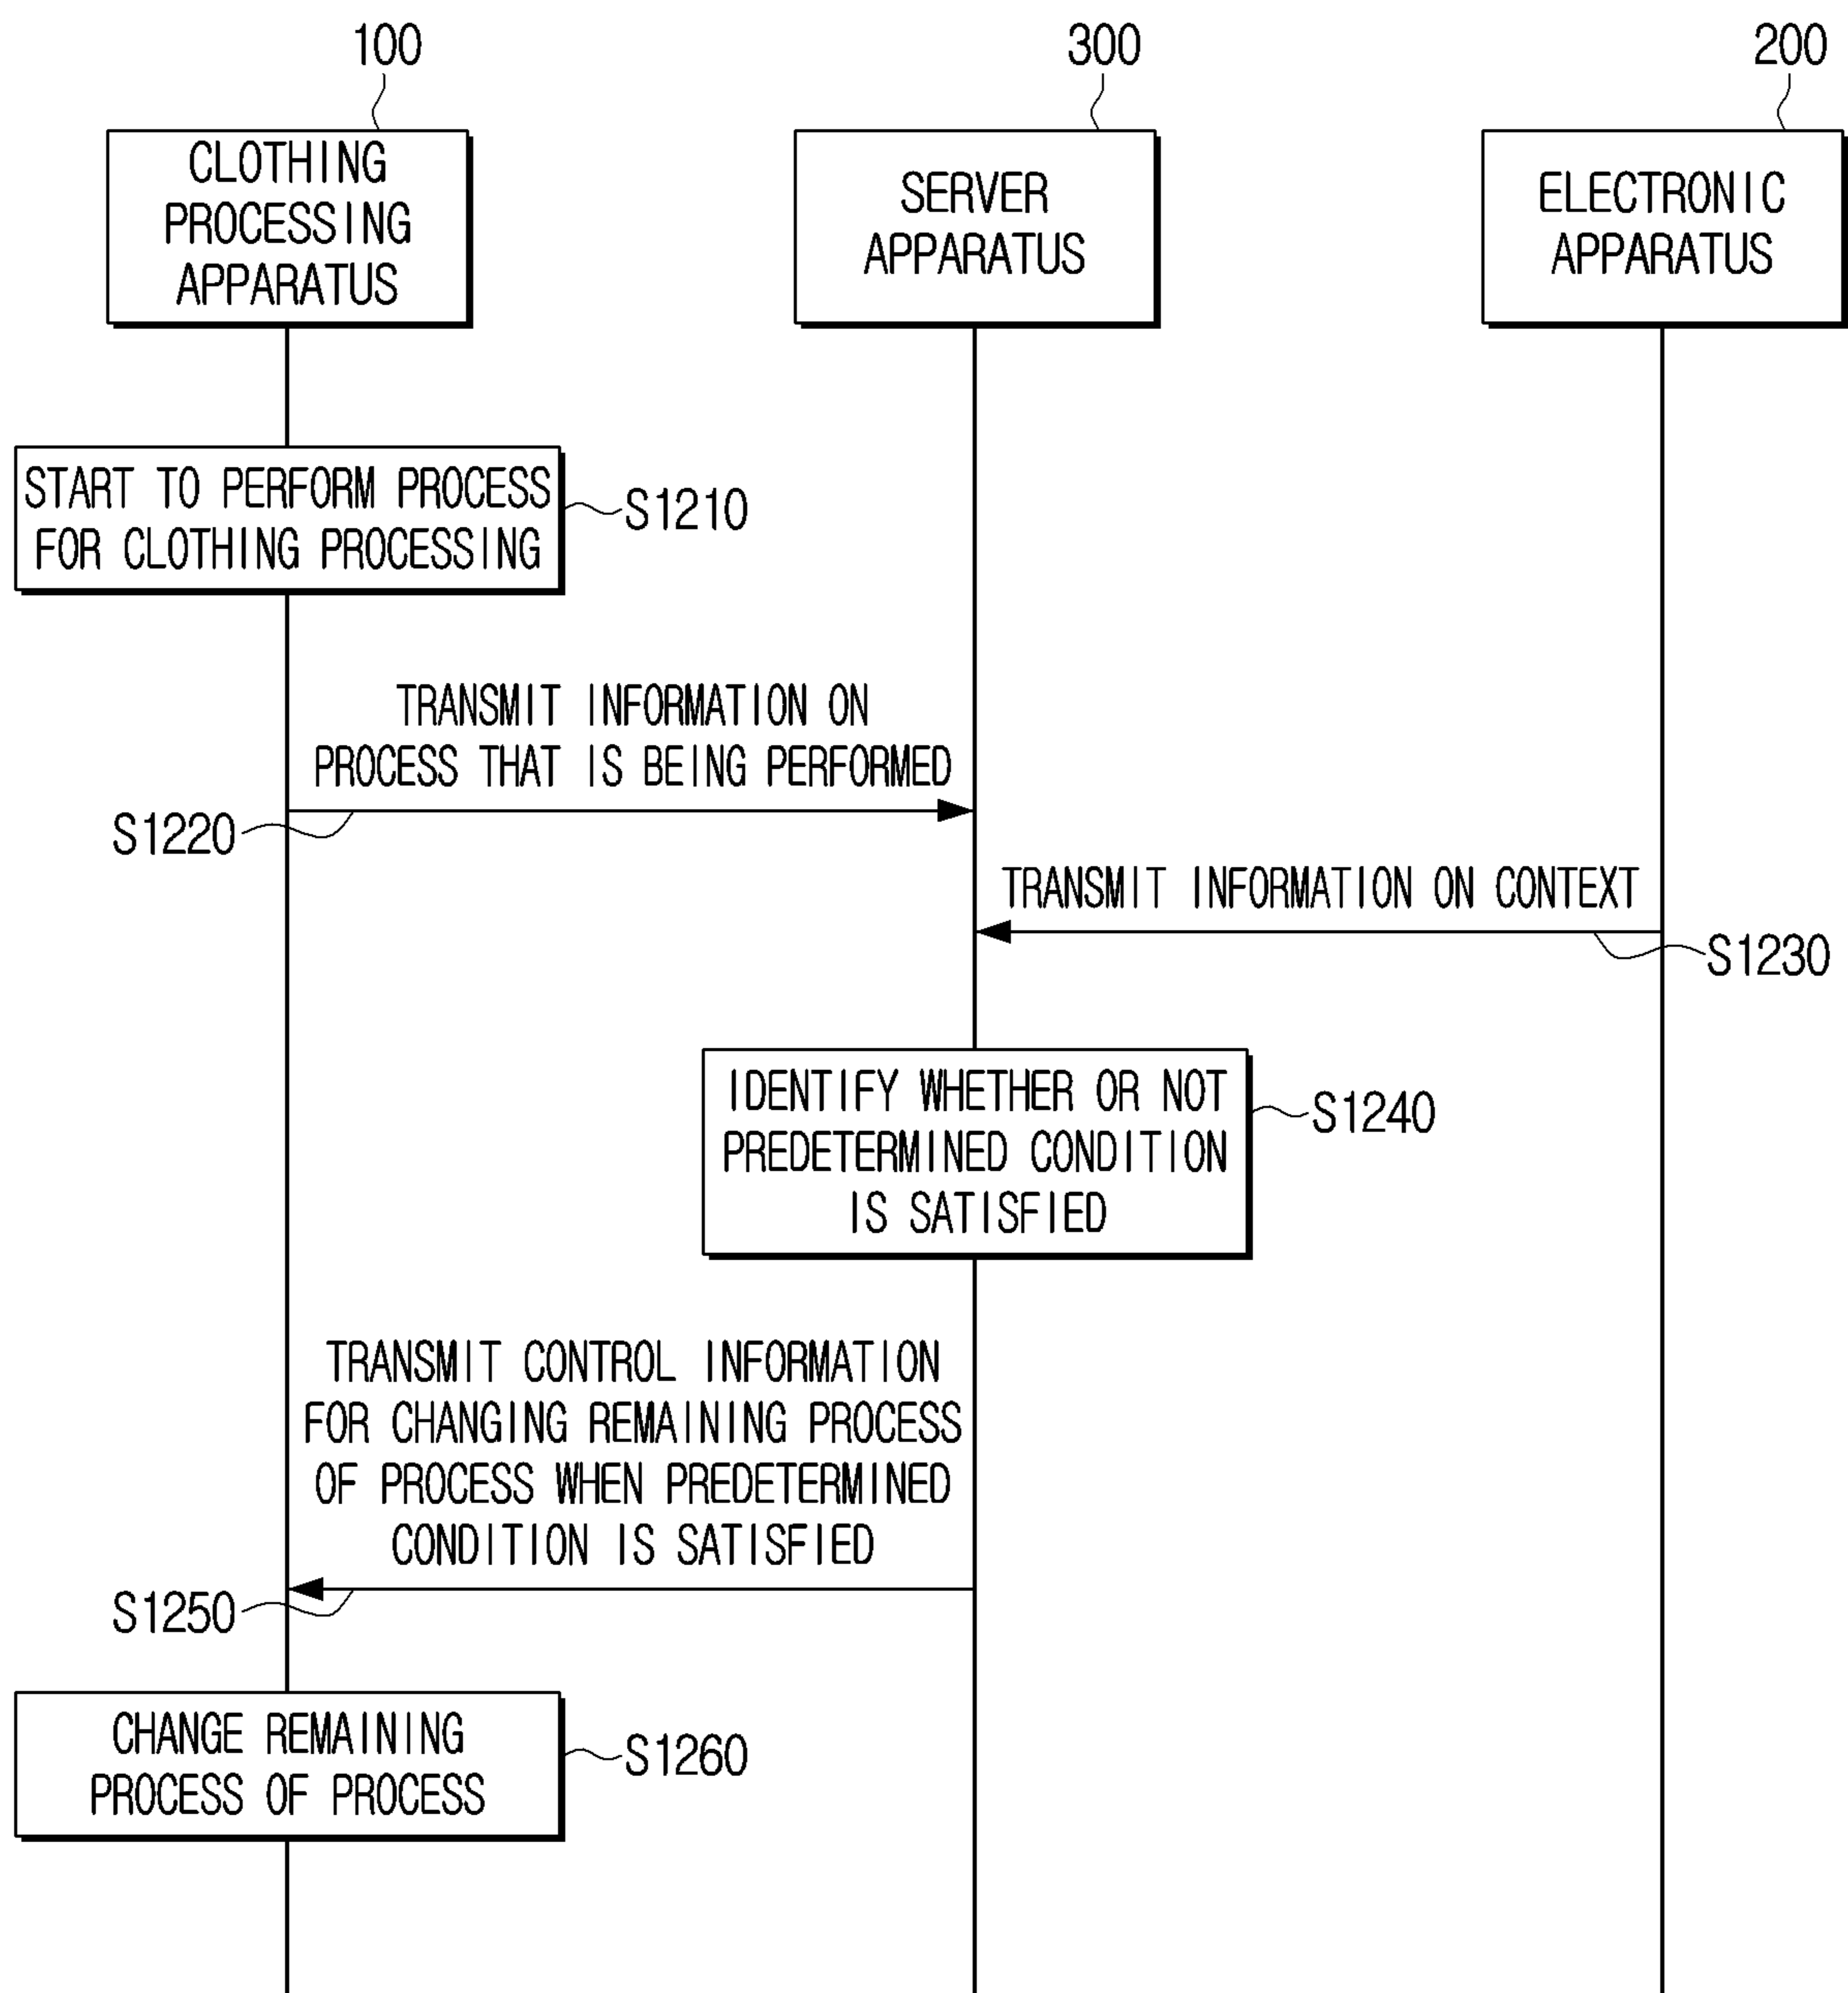 100
300
200
CLOTHING
PROCESSING
APPARATUS
SERVER
APPARATUS
ELECTRONIC
APPARATUS
START TO PERFORM PROCESS
FOR CLOTHING PROCESSING
S1210
TRANSMIT INFORMATION ON
PROCESS THAT IS BEING PERFORMED
S1220
TRANSMIT INFORMATION ON CONTEXT
S1230
IDENTIFY WHETHER OR NOT
PREDETERMINED CONDITION
IS SATISFIED
S1240
TRANSMIT CONTROL INFORMATION
FOR CHANGING REMAINING PROCESS
OF PROCESS WHEN PREDETERMINED
CONDITION IS SATISFIED
S1250
CHANGE REMAINING
PROCESS OF PROCESS
S1260